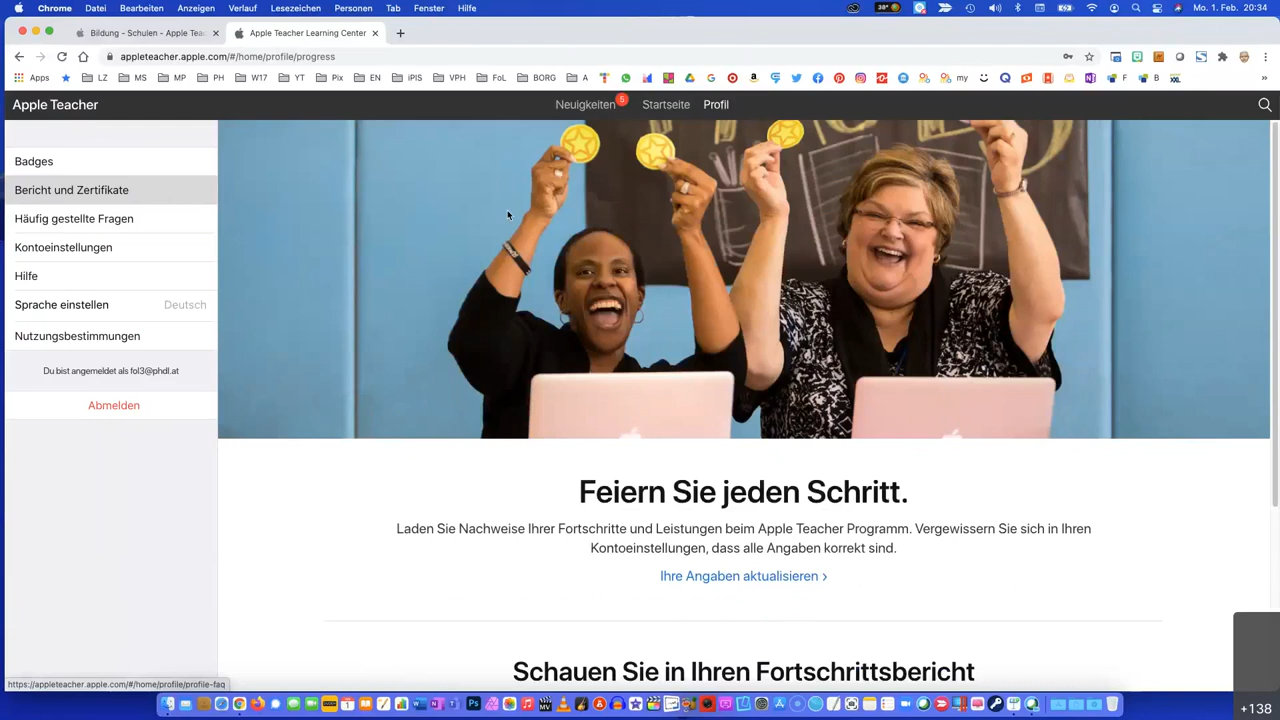 Chrome Datei Bearbeiten Anzeigen Verlauf Lesezeichen Personen Tab Fenster Hilfe 38° Mo. 1. Feb. 20:34
Bildung - Schulen - Apple Tea
Apple Teacher Learning Center
appleteacher.apple.com/#/home/profile/progress
Apps LZ MS MP PH W17 YT Pix EN iPIS VPH FoL BORG A my F B XXL
Apple Teacher
Neuigkeiten 5 Startseite Profil
Badges
Bericht und Zertifikate
Häufig gestellte Fragen
Kontoeinstellungen
Hilfe
Sprache einstellen Deutsch
Nutzungsbestimmungen
Du bist angemeldet als fol3@phdl.at
Abmelden
Feiern Sie jeden Schritt.
Laden Sie Nachweise Ihrer Fortschritte und Leistungen beim Apple Teacher Programm. Vergewissern Sie sich in Ihren
Kontoeinstellungen, dass alle Angaben korrekt sind.
Ihre Angaben aktualisieren ›
Schauen Sie in Ihren Fortschrittsbericht
https://appleteacher.apple.com/#/home/profile/profile-faq
+138